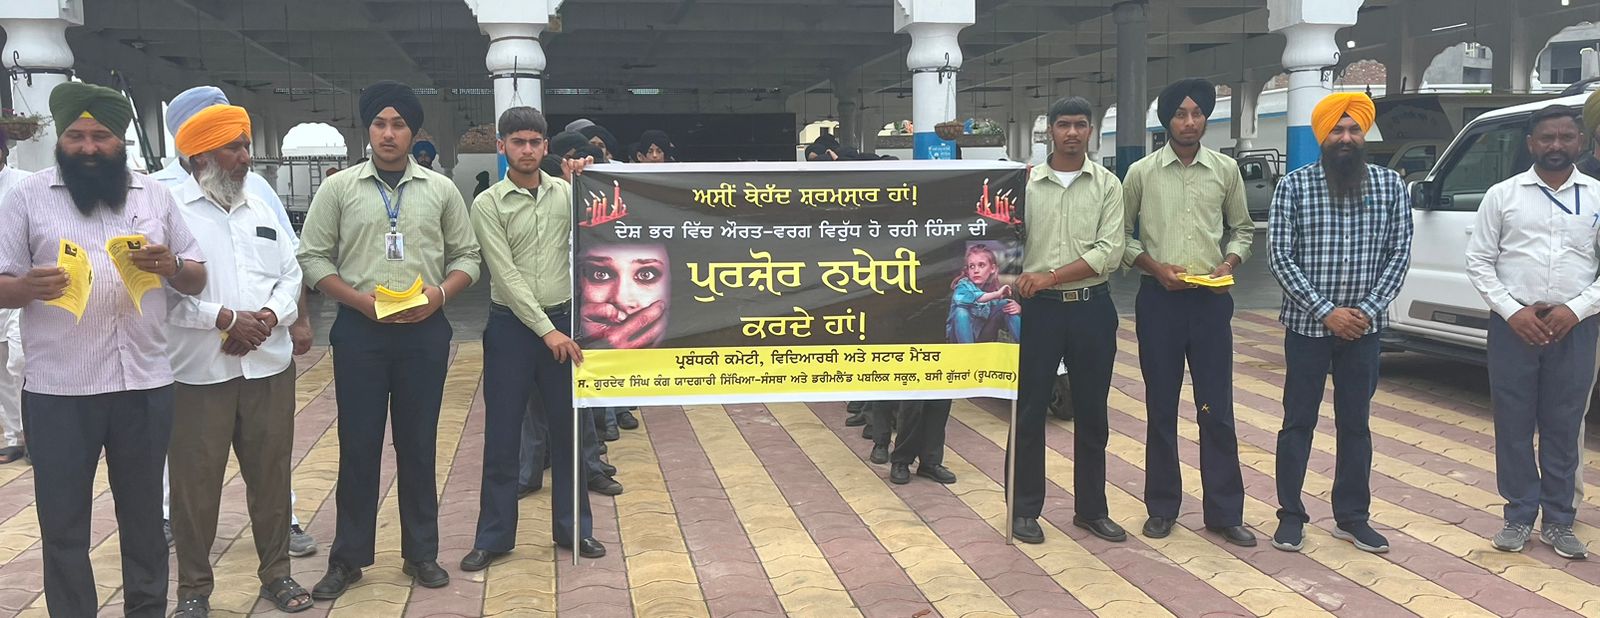 ਅਸੀਂ ਬੇਹੱਦ ਸ਼ਰਮਸਾਰ ਹਾਂ!
ਦੇਸ਼ ਭਰ ਵਿੱਚ ਔਰਤ-ਵਰਗ ਵਿਰੁੱਧ ਹੋ ਰਹੀ ਹਿੰਸਾ ਦੀ
ਪੁਰਜ਼ੋਰ ਨਖੇਧੀ
ਕਰਦੇ ਹਾਂ!
ਪ੍ਰਬੰਧਕੀ ਕਮੇਟੀ, ਵਿਦਿਆਰਥੀ ਅਤੇ ਸਟਾਫ ਮੈਂਬਰ
ਸ. ਗੁਰਦੇਵ ਸਿੰਘ ਕੰਗ ਯਾਦਗਾਰੀ ਸਿੱਖਿਆ-ਸੰਸਥਾ ਅਤੇ ਡਰੀਮਲੈਂਡ ਪਬਲਿਕ ਸਕੂਲ, ਬਸੀ ਗੁੱਜਰਾਂ (ਰੂਪਨਗਰ)